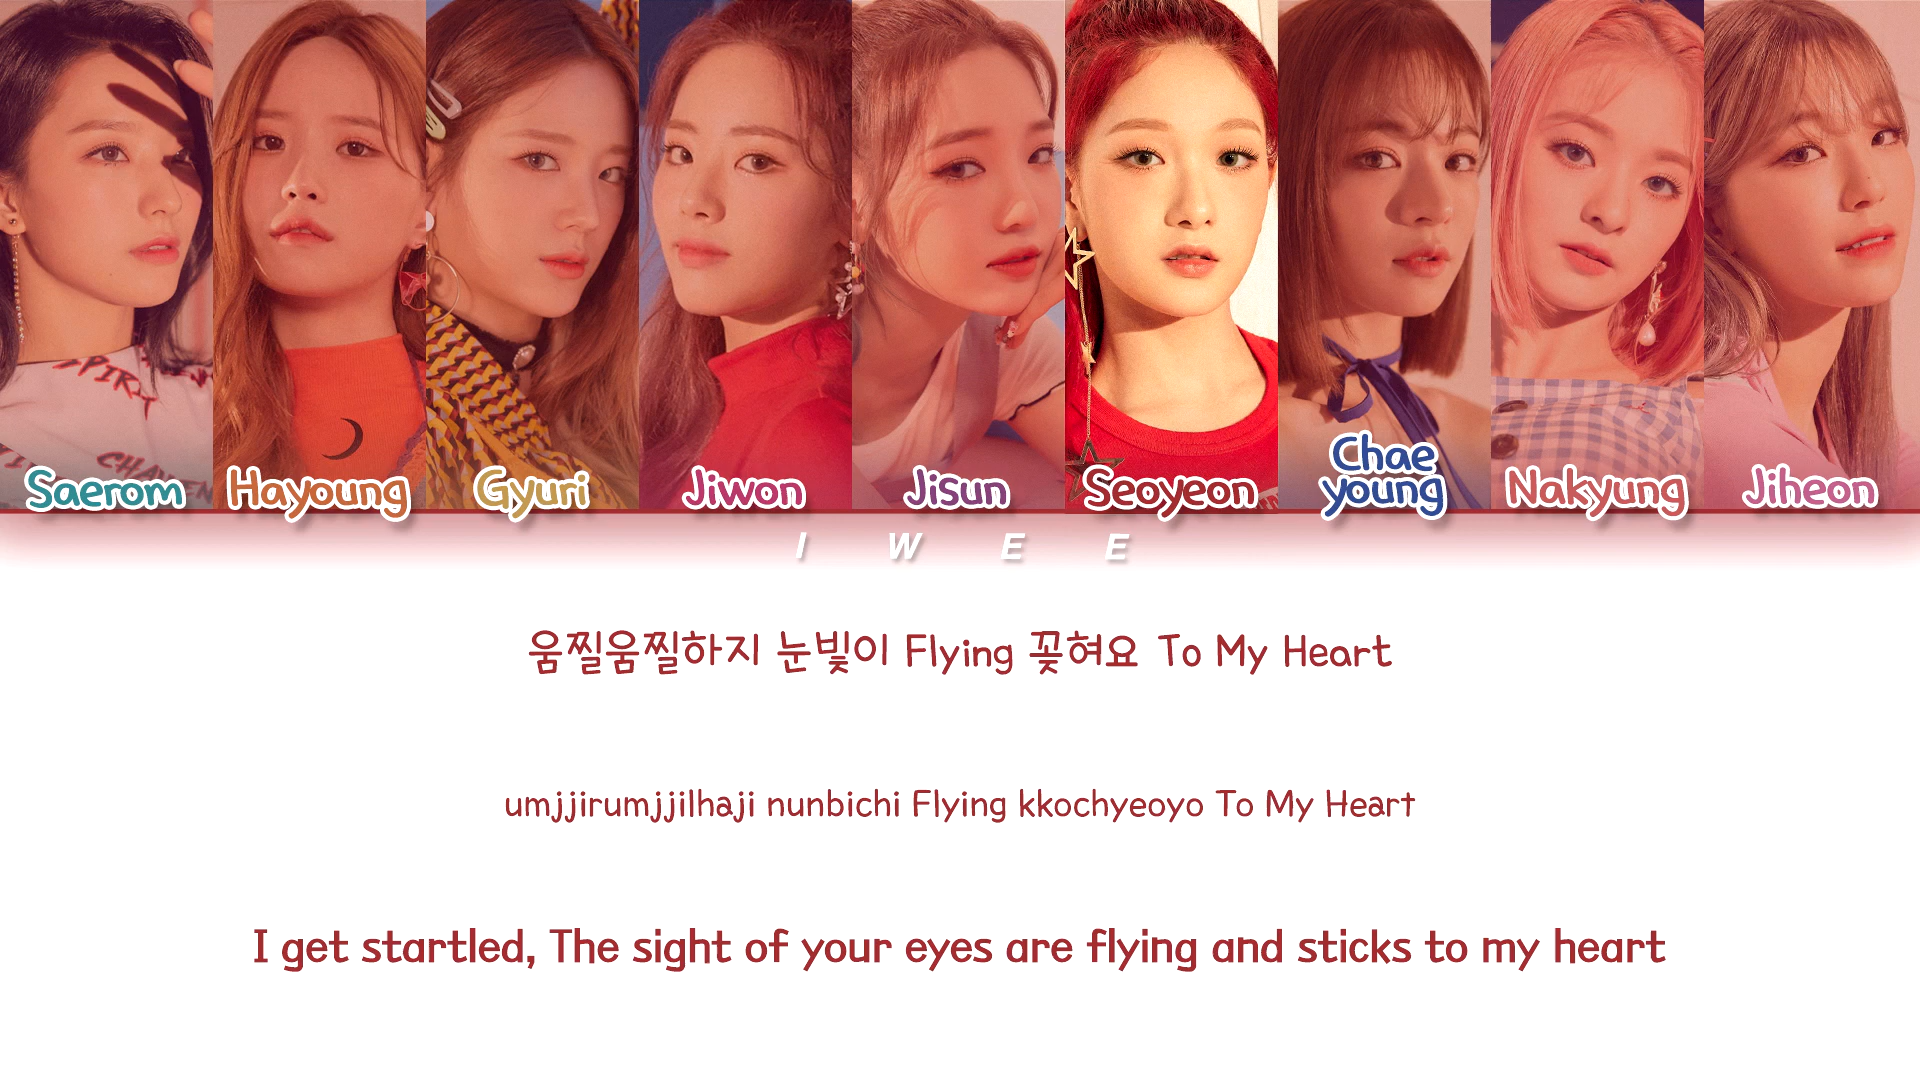 SPIRI
CHA
Saerom
Hayoung
Gyuri
Jiwon
Jisun
Seoyeon
Chae
young
Nakyung
Jiheon
I W E E
움찔움찔하지 눈빛이 Flying 꽂혀요 To My Heart
umjjirumjjilhaji nunbichi Flying kkochyeoyo To My Heart
I get startled, The sight of your eyes are flying and sticks to my heart